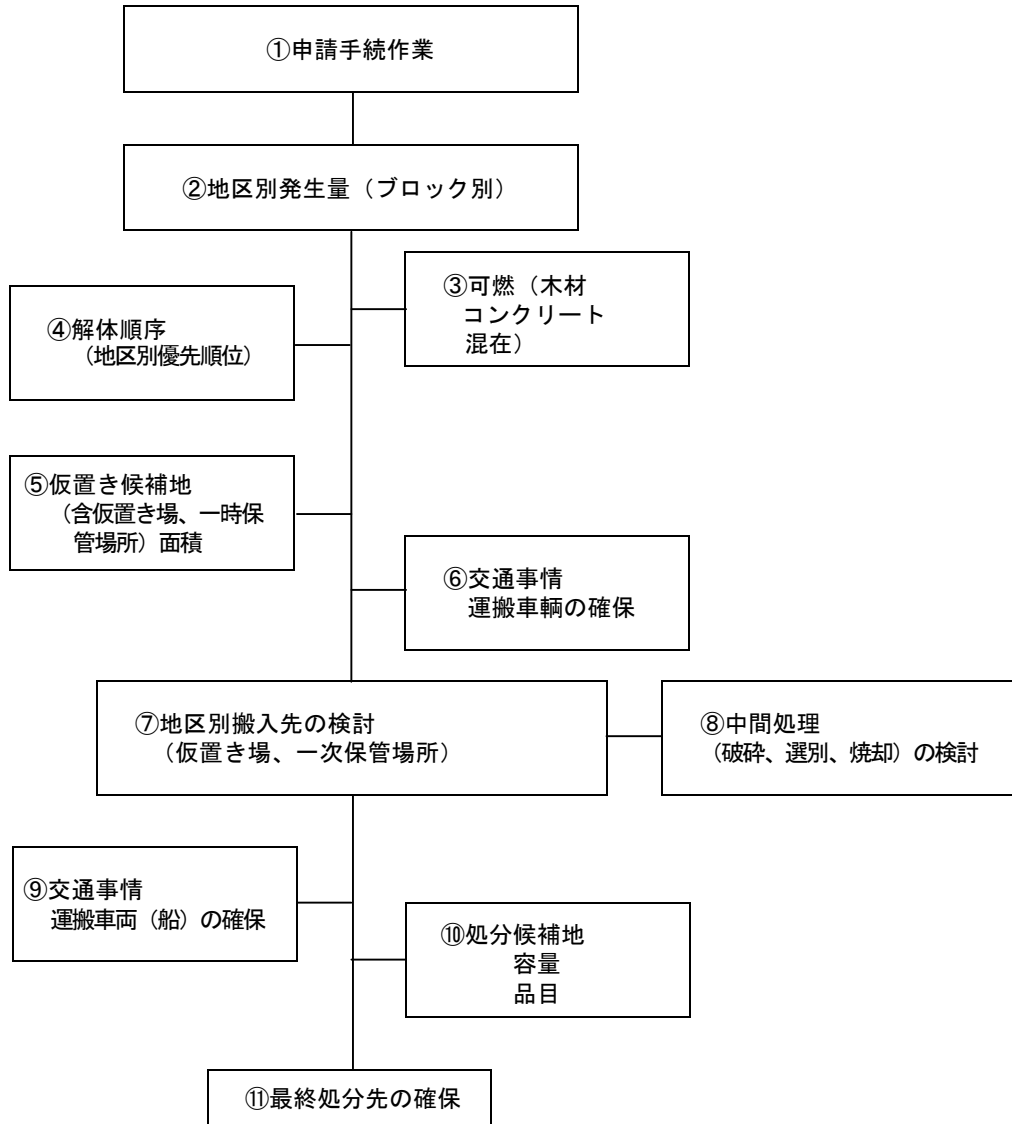 ①申請手続作業
②地区別発生量（ブロック別）
③可燃（木材
コンクリート
混在）
④解体順序
（地区別優先順位）
⑤仮置き候補地
（含仮置き場、一時保
管場所）面積
⑥交通事情
運搬車輌の確保
⑦地区別搬入先の検討
（仮置き場、一次保管場所）
⑧中間処理
（破砕、選別、焼却）の検討
⑨交通事情
運搬車両（船）の確保
⑩処分候補地
容量
品目
⑪最終処分先の確保